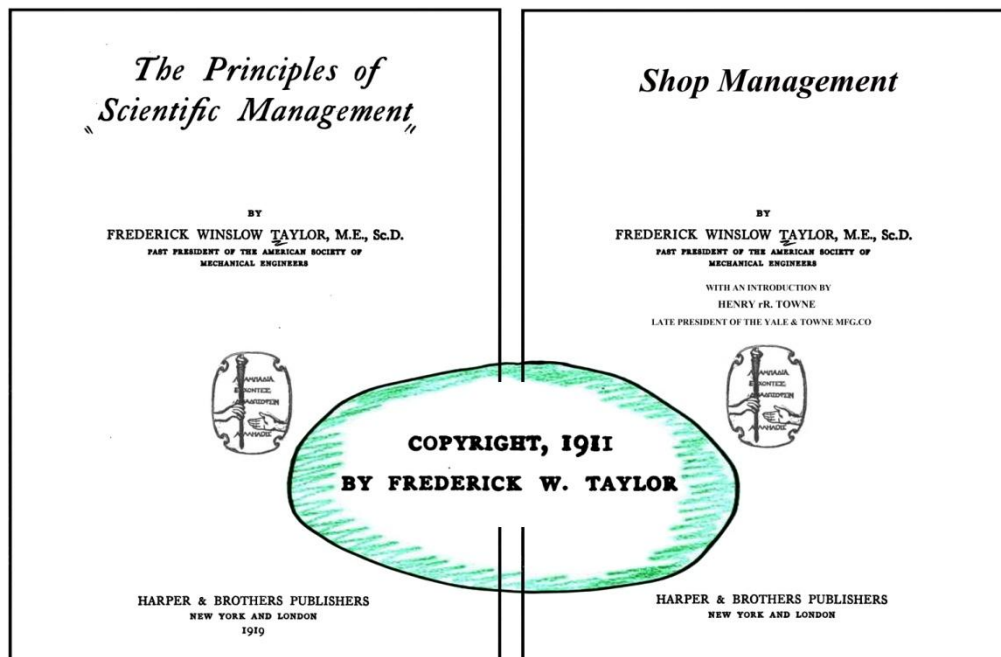 The Principles of
"Scientific Management"
BY
FREDERICK WINSLOW TAYLOR, M.E., Sc.D.
PAST PRESIDENT OF THE AMERICAN SOCIETY OF
MECHANICAL ENGINEERS
HARPER & BROTHERS PUBLISHERS
NEW YORK AND LONDON
1919
Shop Management
BY
FREDERICK WINSLOW TAYLOR, M.E., Sc.D.
PAST PRESIDENT OF THE AMERICAN SOCIETY OF
MECHANICAL ENGINEERS
WITH AN INTRODUCTION BY
HENRY rR. TOWNE
LATE PRESIDENT OF THE YALE & TOWNE MFG.CO
HARPER & BROTHERS PUBLISHERS
NEW YORK AND LONDON
COPYRIGHT, 1911
BY FREDERICK W. TAYLOR